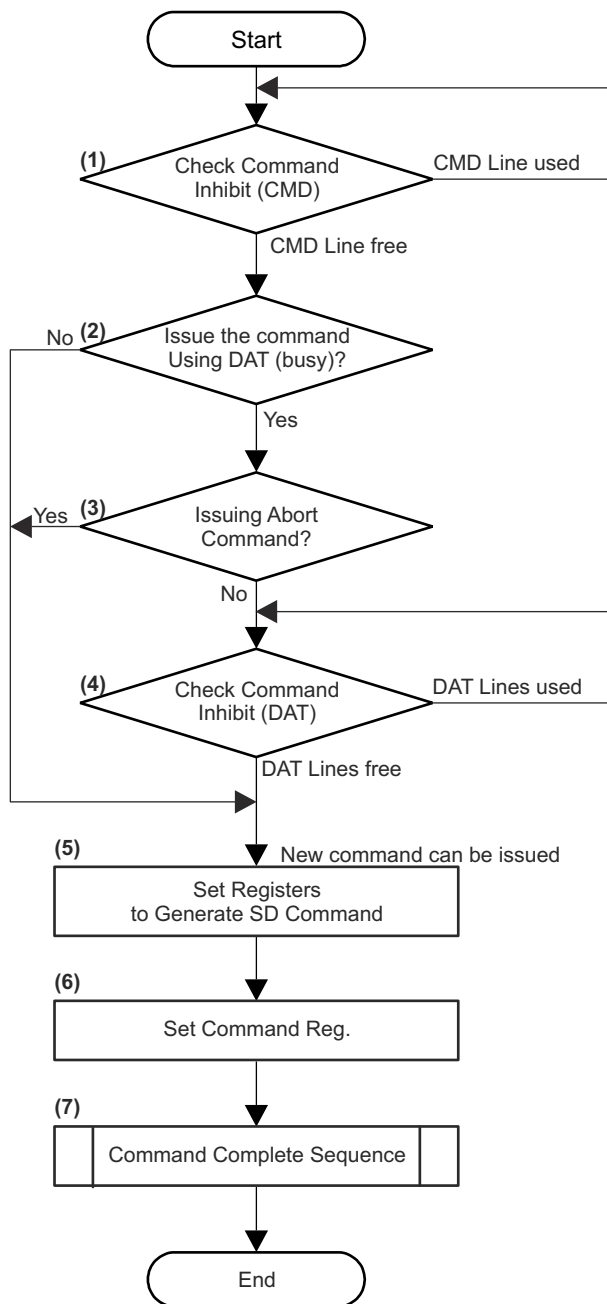 Start
(1)
Check Command
Inhibit (CMD)
CMD Line used
CMD Line free
No
(2)
Issue the command
Using DAT (busy)?
Yes
Yes
(3)
Issuing Abort
Command?
No
(4)
Check Command
Inhibit (DAT)
DAT Lines used
DAT Lines free
(5)
New command can be issued
Set Registers
to Generate SD Command
(6)
Set Command Reg.
(7)
Command Complete Sequence
End